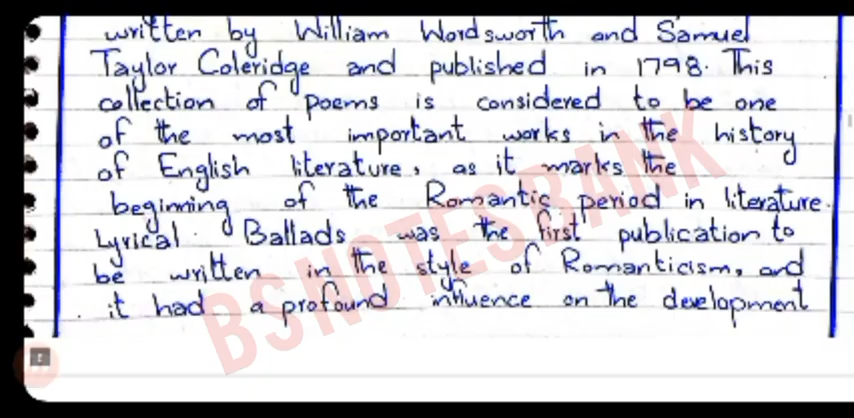 written by William Wordsworth and Samuel
Taylor Coleridge and published in 1798. This
collection of poems is considered to be one
of the most important works in the history
of English literature, as it marks the
beginning of the Romantic period in literature.
Lyrical Ballads was the first publication to
be written in the style of Romanticism, and
it had a profound influence on the development
BSNOTESBANK